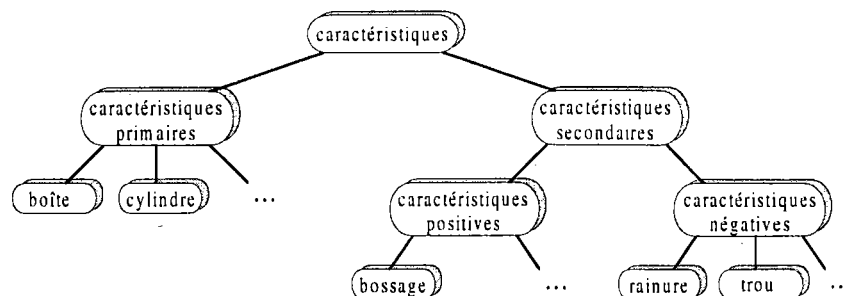 caractéristiques
caractéristiques
primaires
caractéristiques
secondaires
boîte
cylindre
...
caractéristiques
positives
caractéristiques
négatives
bossage
...
rainure
trou
..